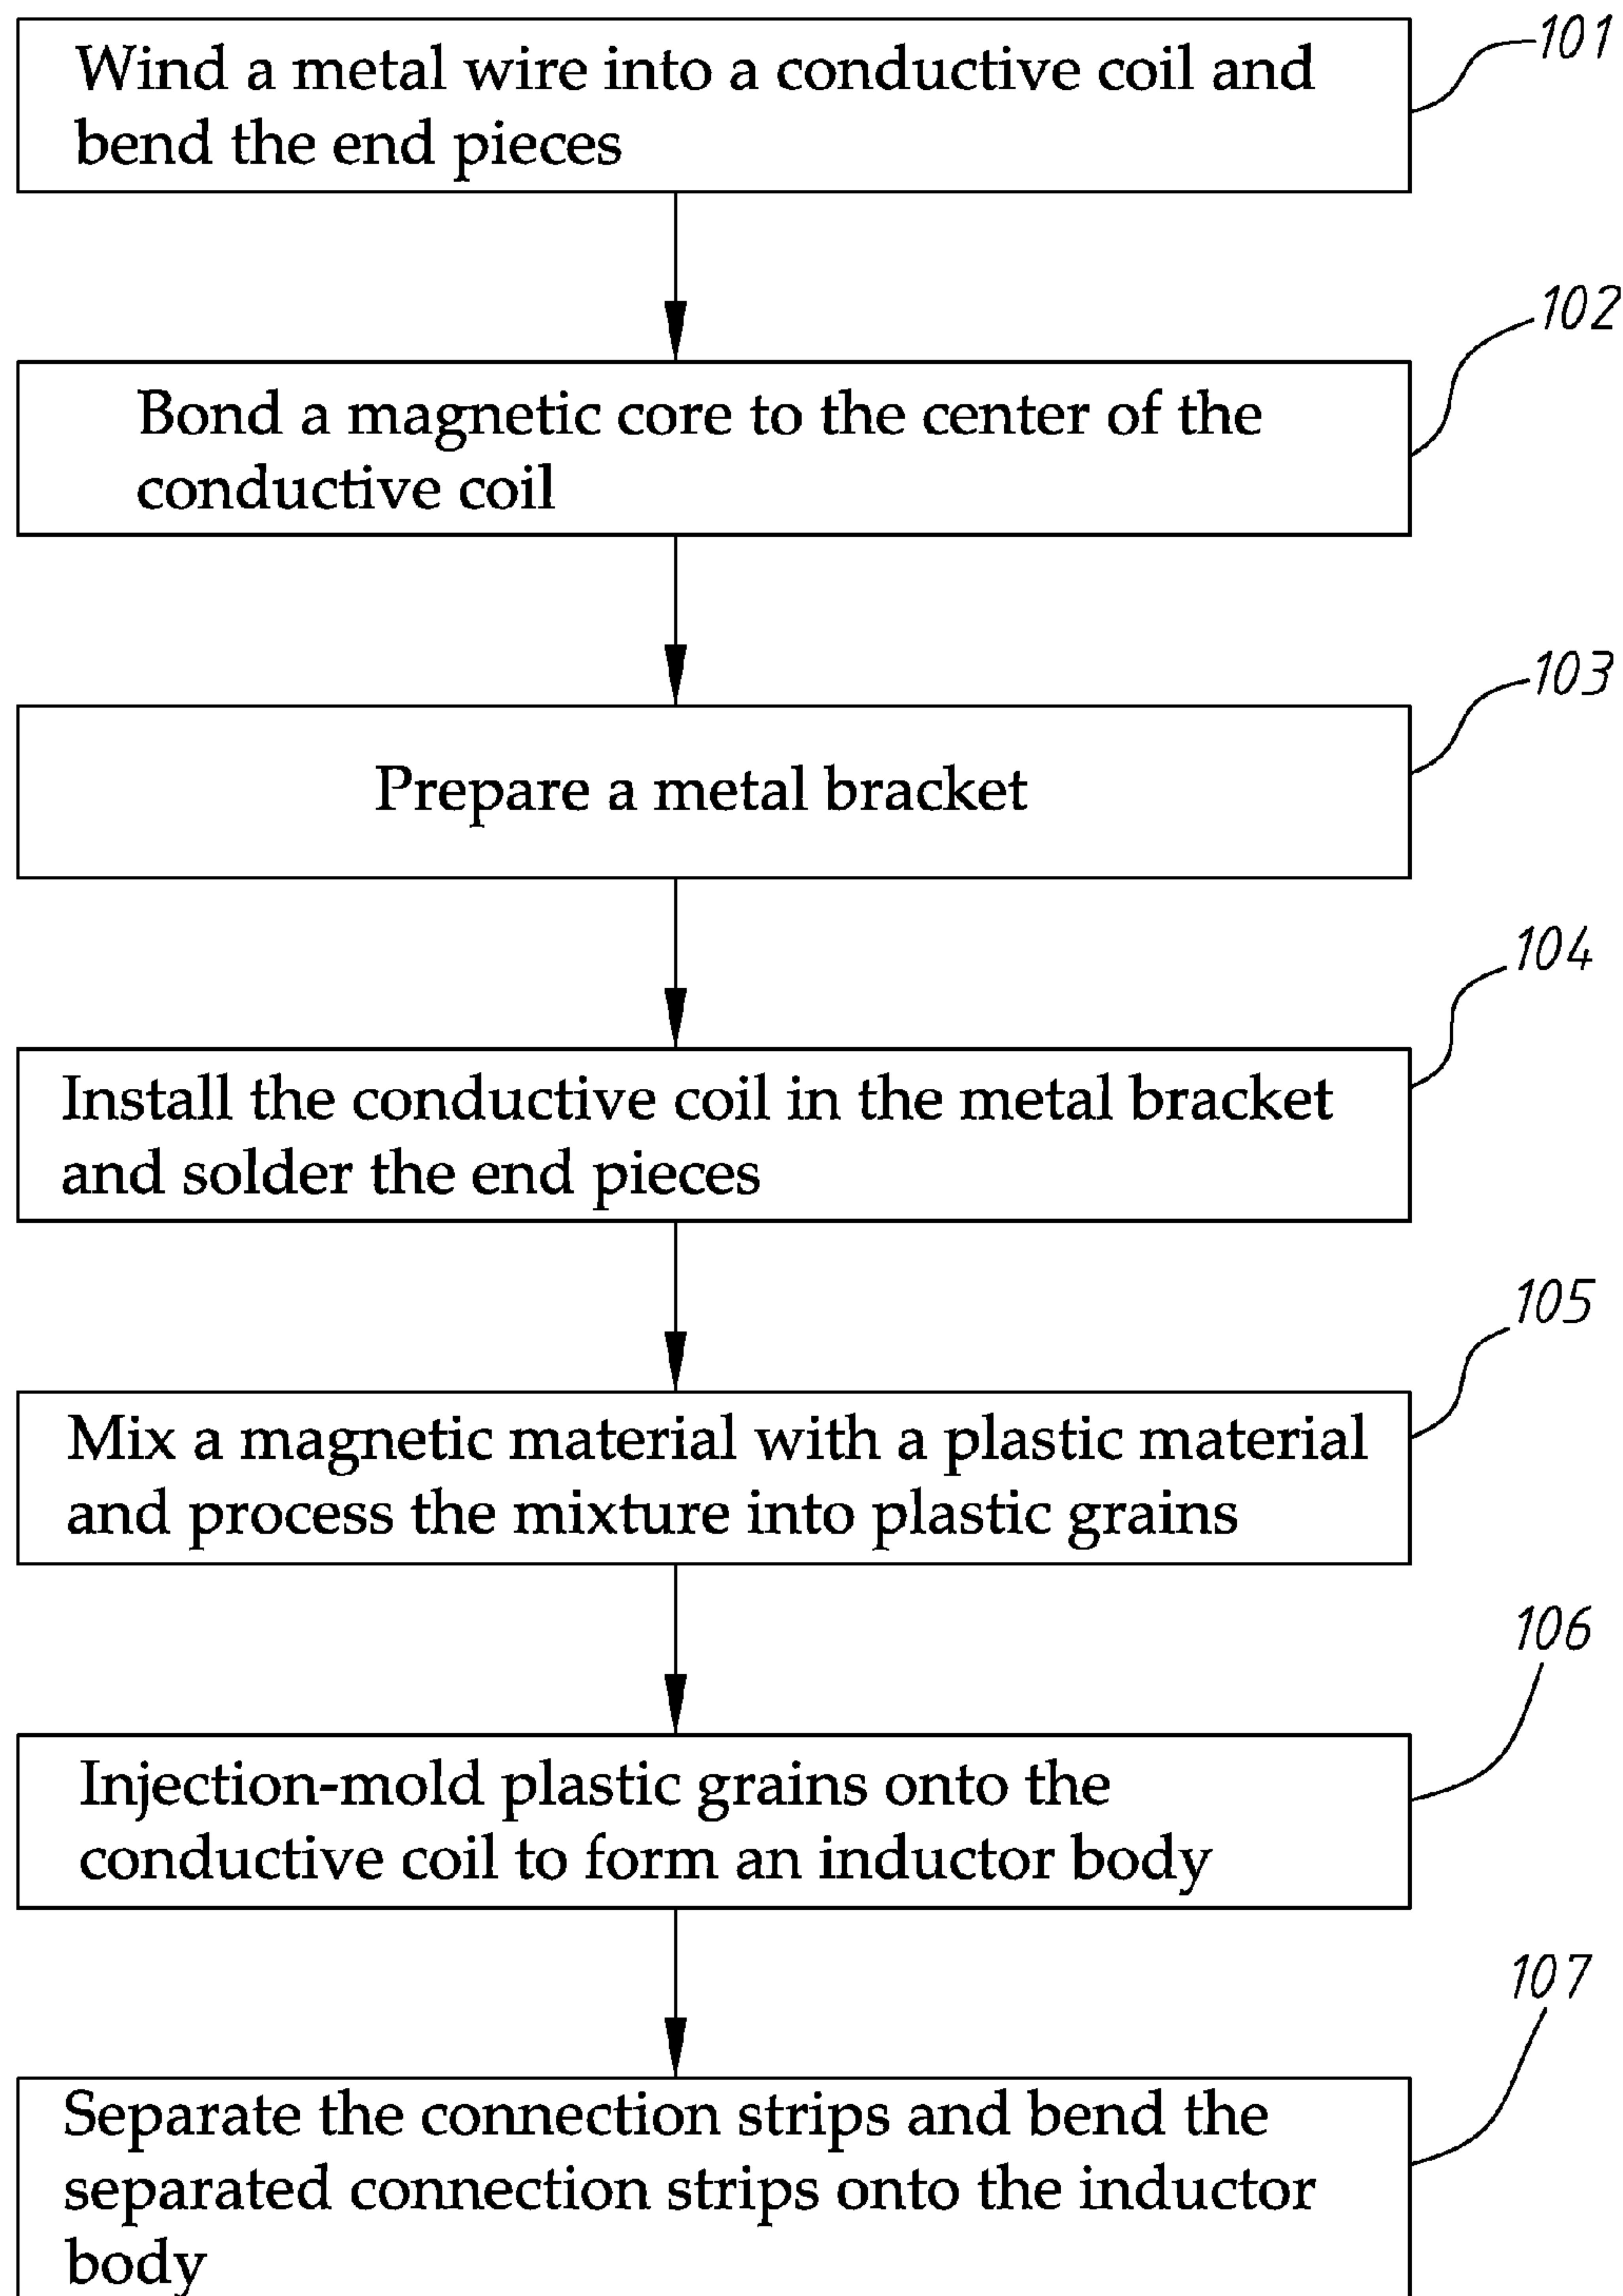 101
Wind a metal wire into a conductive coil and
bend the end pieces
102
Bond a magnetic core to the center of the
conductive coil
103
Prepare a metal bracket
104
Install the conductive coil in the metal bracket
and solder the end pieces
105
Mix a magnetic material with a plastic material
and process the mixture into plastic grains
106
Injection-mold plastic grains onto the
conductive coil to form an inductor body
107
Separate the connection strips and bend the
separated connection strips onto the inductor
body